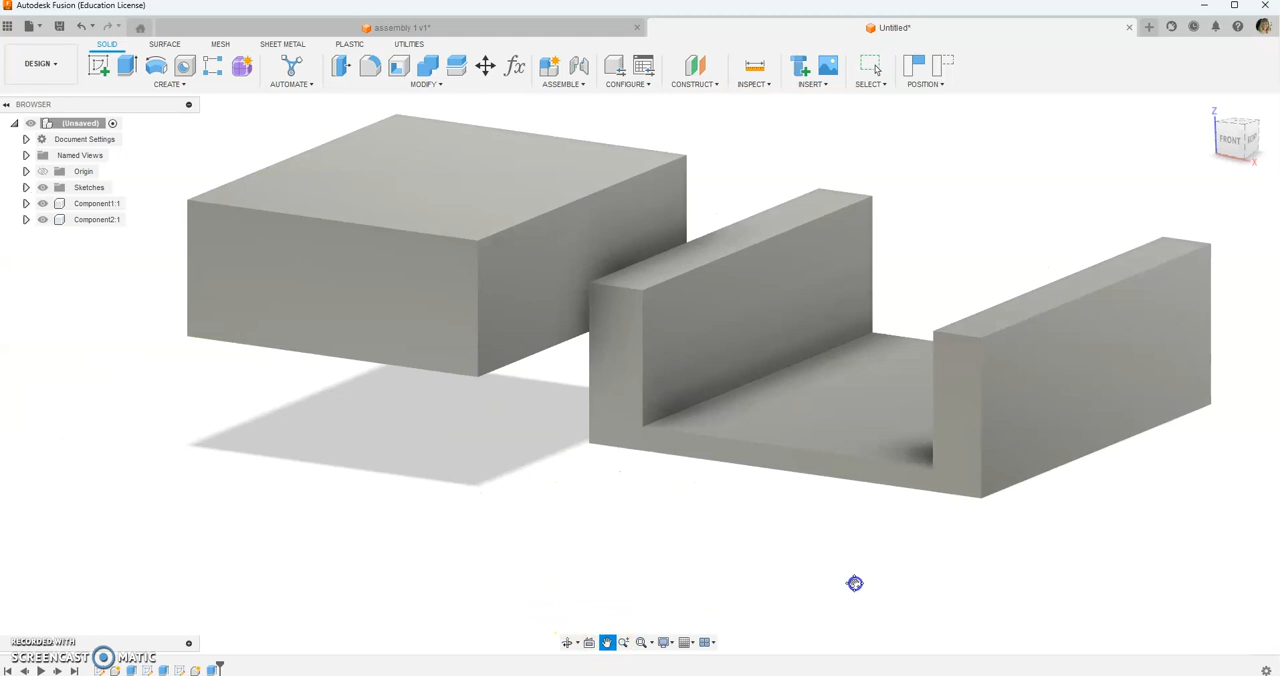 Autodesk Fusion (Education License)
assembly 1 v1*
Untitled*
DESIGN
SOLID SURFACE MESH SHEET METAL PLASTIC UTILITIES
fx
CREATE AUTOMATE MODIFY ASSEMBLE CONFIGURE CONSTRUCT INSPECT INSERT SELECT POSITION
BROWSER
(Unsaved)
Document Settings
Named Views
Origin
Sketches
Component1:1
Component2:1
Z
FRONT
X
RECORDED WITH
SCREENCAST MATIC